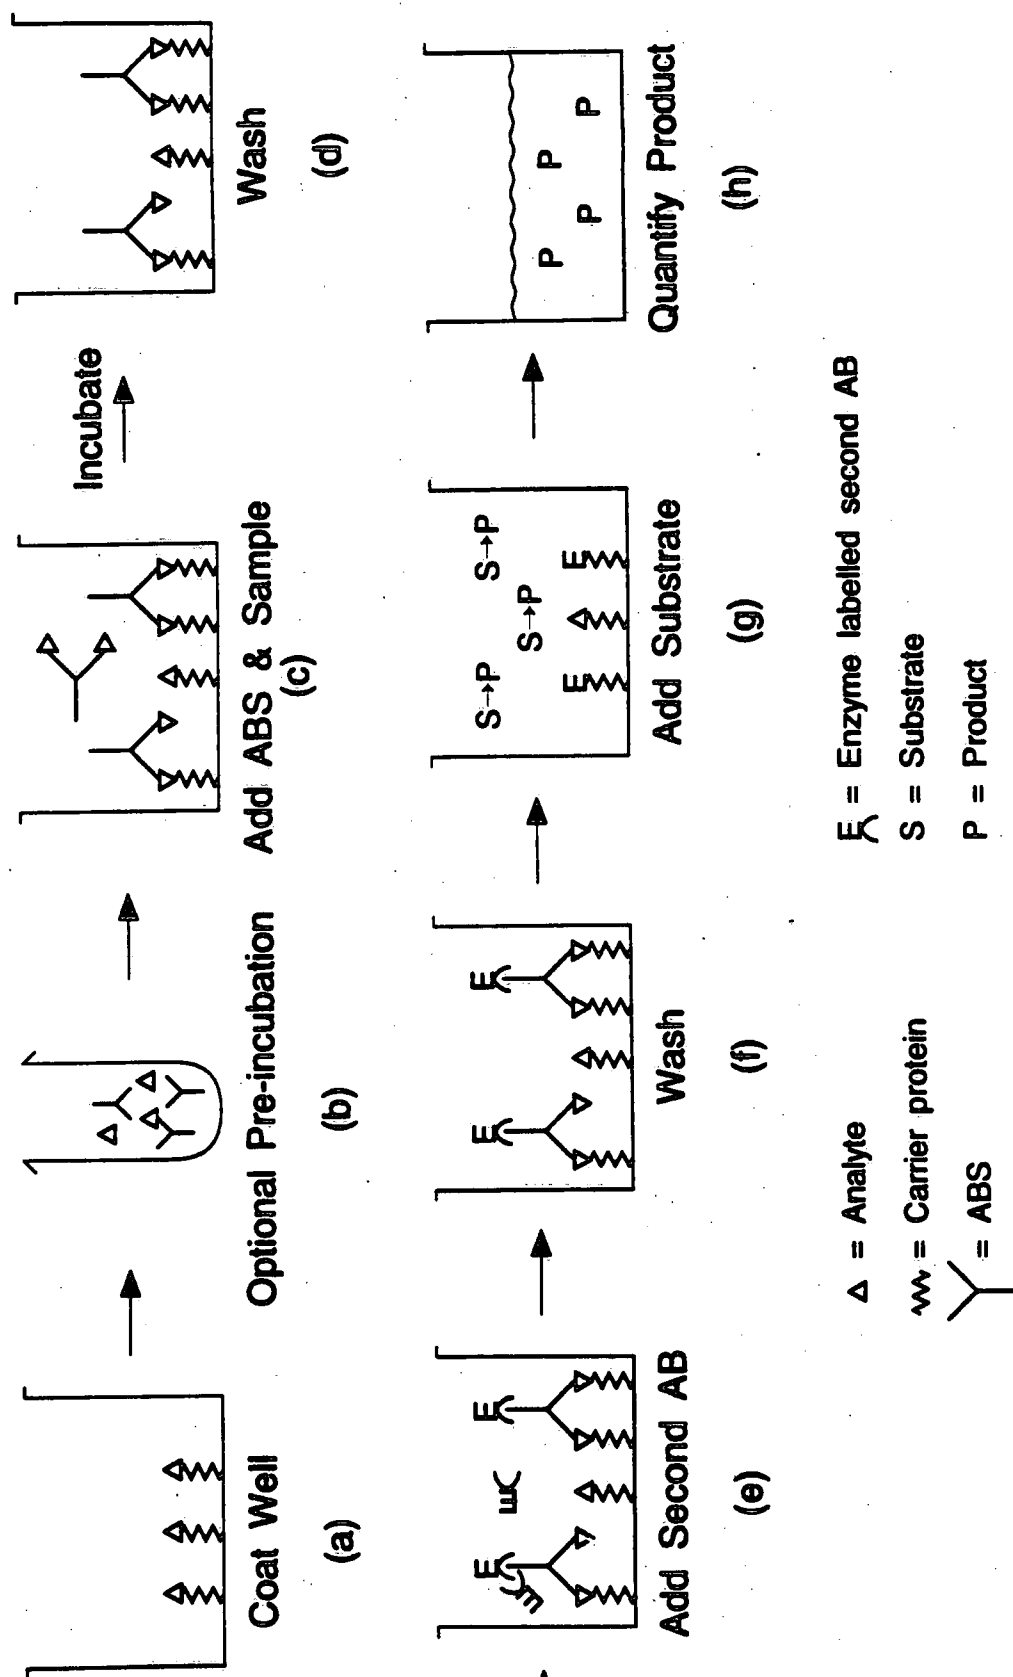 Coat Well
(a)
Optional Pre-incubation
(b)
Add ABS & Sample
(c)
Incubate
Wash
(d)
E
E
E
E
Add Second AB
(e)
E
E
Wash
(f)
S→P
S→P
S→P
E
E
Add Substrate
(g)
P
P
P
P
Quantify Product
(h)
= Analyte
= Carrier protein
= ABS
E = Enzyme labelled second AB
S = Substrate
P = Product